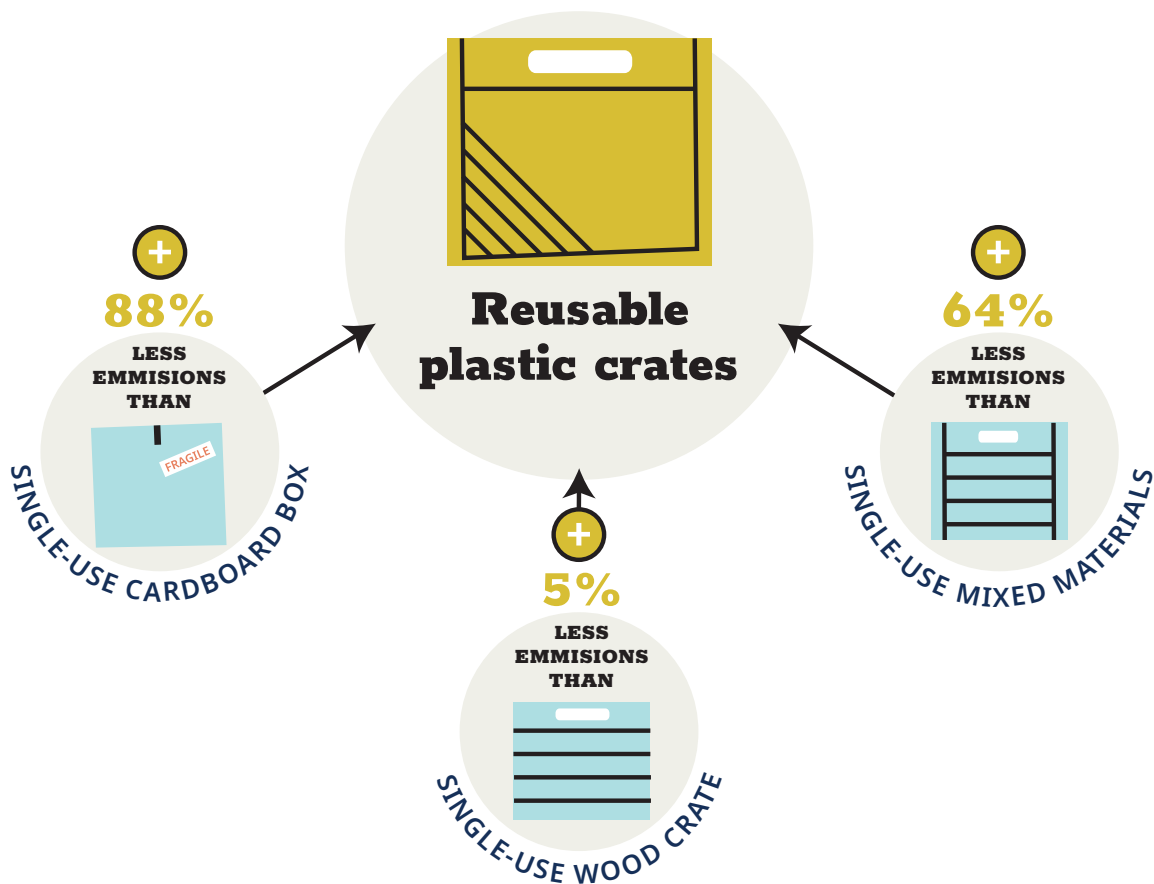 Reusable
plastic crates
88%
LESS
EMMISIONS
THAN
FRAGILE
SINGLE-USE CARDBOARD BOX
5%
LESS
EMMISIONS
THAN
SINGLE-USE WOOD CRATE
64%
LESS
EMMISIONS
THAN
SINGLE-USE MIXED MATERIALS